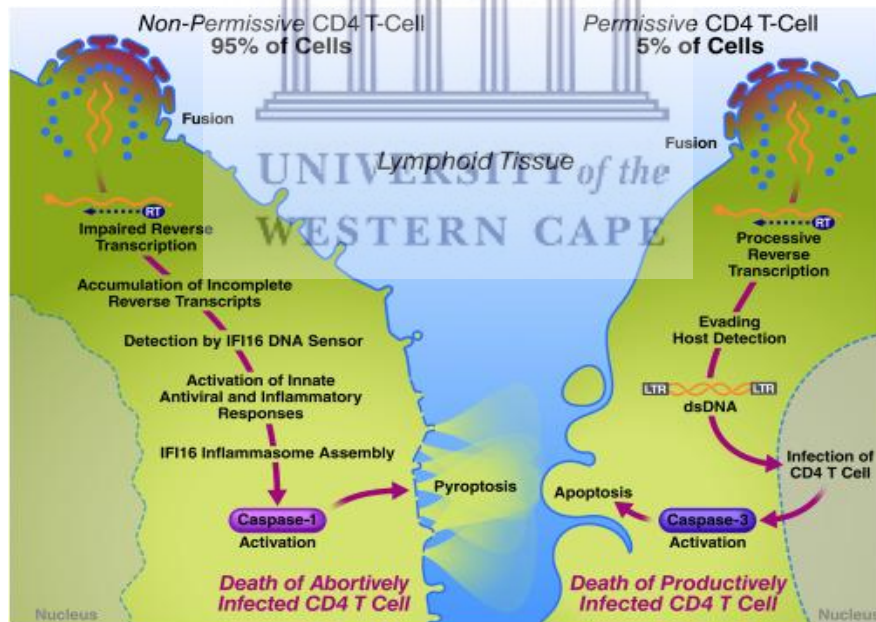 Non-Permissive CD4 T-Cell
95% of Cells
Permissive CD4 T-Cell
5% of Cells
Fusion
Fusion
Lymphoid Tissue
UNIVERSITY of the
WESTERN CAPE
RT
Impaired Reverse
Transcription
Accumulation of Incomplete
Reverse Transcripts
Detection by IFI16 DNA Sensor
Activation of Innate
Antiviral and Inflammatory
Responses
IFI16 Inflammasome Assembly
Caspase-1
Activation
Pyroptosis
Death of Abortively
Infected CD4 T Cell
Nucleus
RT
Processive
Reverse
Transcription
Evading
Host Detection
LTR
LTR
dsDNA
Infection of
CD4 T Cell
Apoptosis
Caspase-3
Activation
Death of Productively
Infected CD4 T Cell
Nucleus